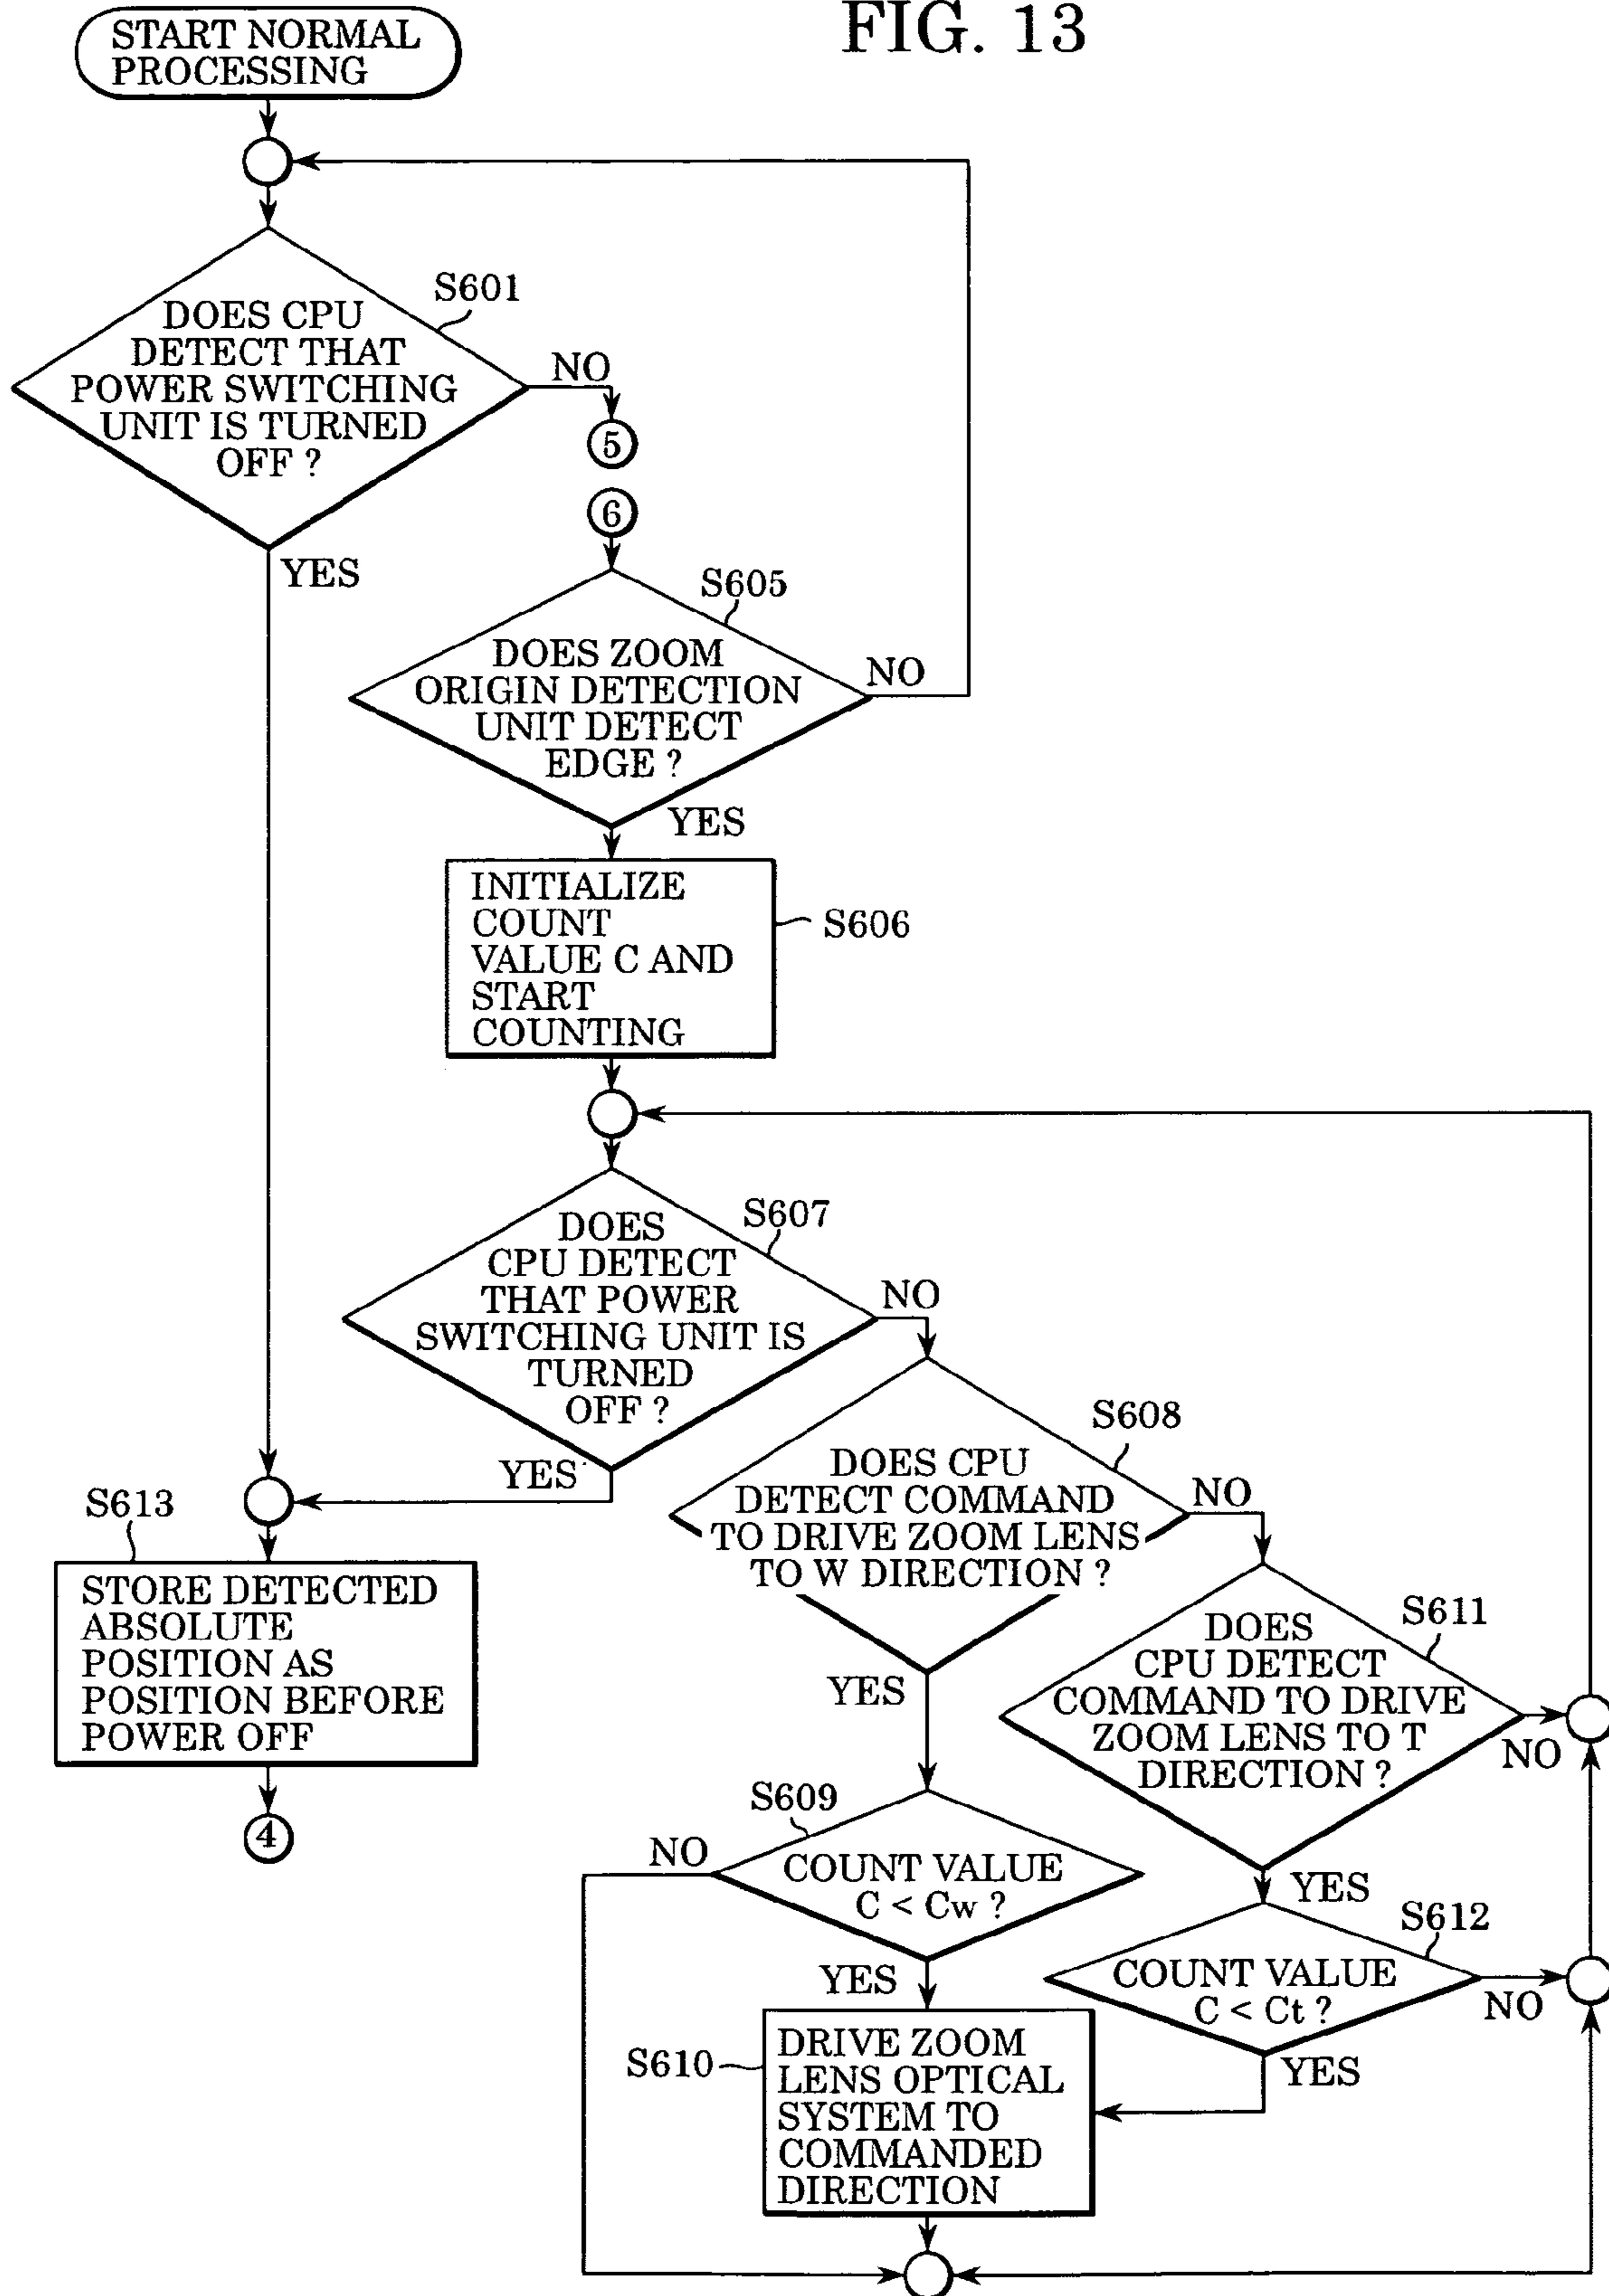 FIG. 13
START NORMAL
PROCESSING
S601
DOES CPU
DETECT THAT
POWER SWITCHING
UNIT IS TURNED
OFF ?
NO
5
YES
6
S605
DOES ZOOM
ORIGIN DETECTION
UNIT DETECT
EDGE ?
NO
YES
INITIALIZE
COUNT
VALUE C AND
START
COUNTING
S606
S607
DOES
CPU DETECT
THAT POWER
SWITCHING UNIT IS
TURNED
OFF ?
NO
YES
S608
DOES CPU
DETECT COMMAND
TO DRIVE ZOOM LENS
TO W DIRECTION ?
NO
YES
S613
STORE DETECTED
ABSOLUTE
POSITION AS
POSITION BEFORE
POWER OFF
4
S611
DOES
CPU DETECT
COMMAND TO DRIVE
ZOOM LENS TO T
DIRECTION ?
NO
YES
S609
COUNT VALUE
C < Cw ?
NO
YES
S612
COUNT VALUE
C < Ct ?
NO
YES
S610
DRIVE ZOOM
LENS OPTICAL
SYSTEM TO
COMMANDED
DIRECTION